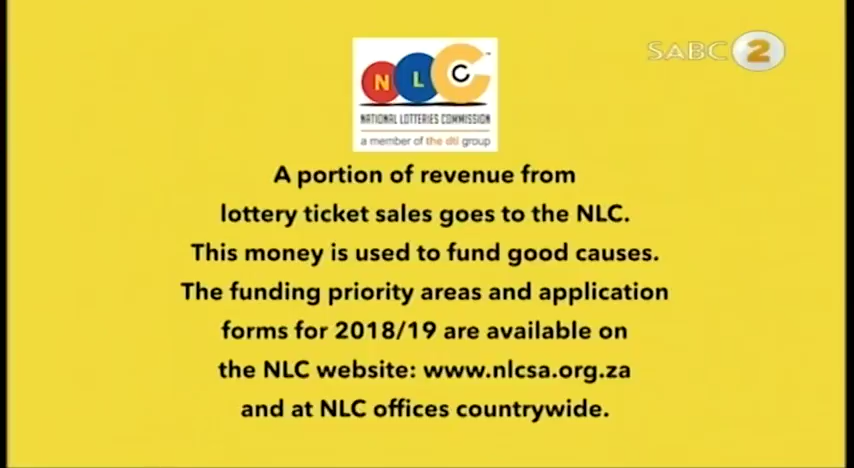 SABC 2
N L C
NATIONAL LOTTERIES COMMISSION
a member of the dti group
A portion of revenue from
lottery ticket sales goes to the NLC.
This money is used to fund good causes.
The funding priority areas and application
forms for 2018/19 are available on
the NLC website: www.nlcsa.org.za
and at NLC offices countrywide.